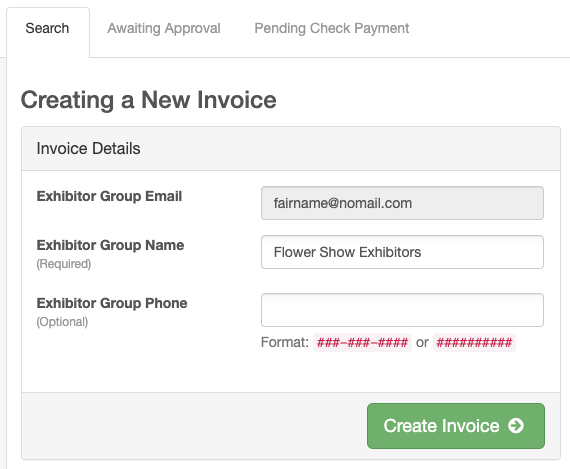 Search Awaiting Approval Pending Check Payment
Creating a New Invoice
Invoice Details
Exhibitor Group Email fairname@nomail.com
Exhibitor Group Name Flower Show Exhibitors
(Required)
Exhibitor Group Phone
(Optional)
Format: ###-###-#### or ##########
Create Invoice